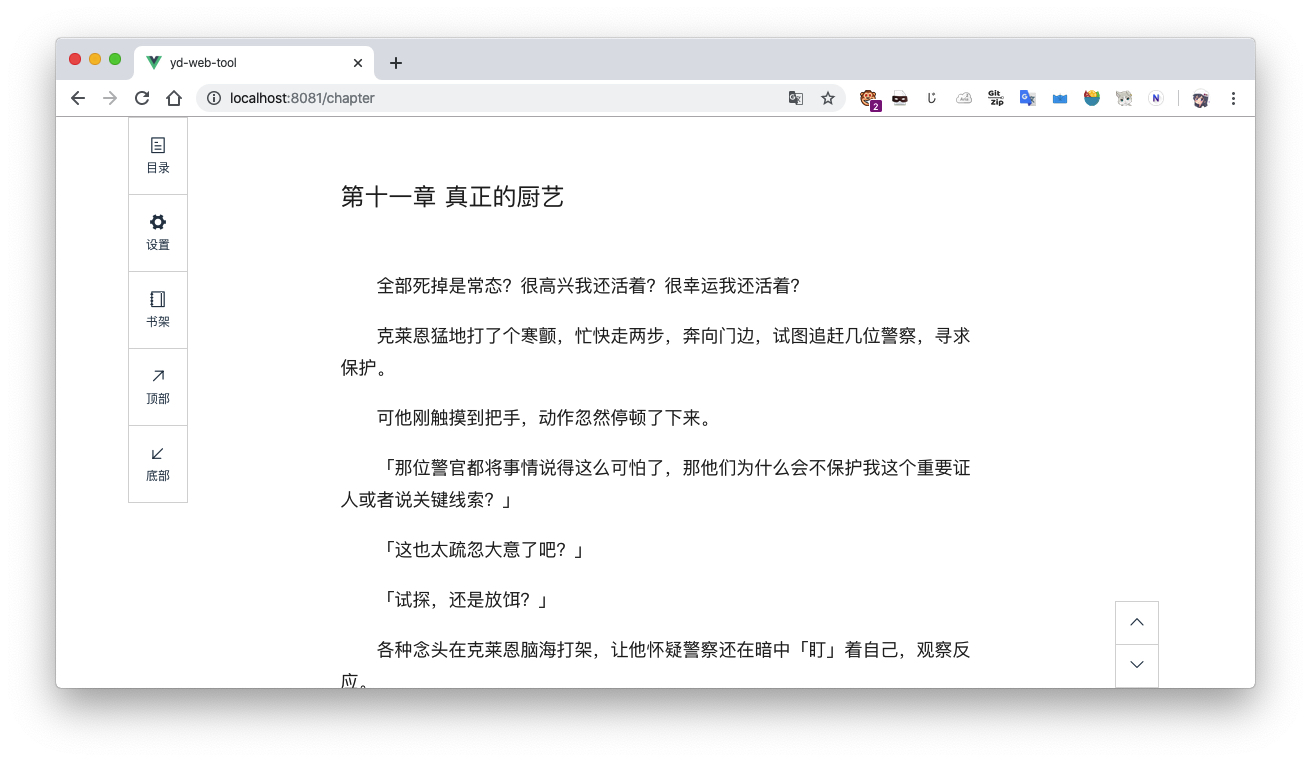 yd-web-tool
localhost:8081/chapter
2
Git
zip
G
N
目录
设置
书架
顶部
底部
第十一章 真正的厨艺
全部死掉是常态？很高兴我还活着？很幸运我还活着？
克莱恩猛地打了个寒颤，忙快走两步，奔向门边，试图追赶几位警察，寻求
保护。
可他刚触摸到把手，动作忽然停顿了下来。
「那位警官都将事情说得这么可怕了，那他们为什么会不保护我这个重要证
人或者说关键线索？」
「这也太疏忽大意了吧？」
「试探，还是放饵？」
各种念头在克莱恩脑海打架，让他怀疑警察还在暗中「盯」着自己，观察反
应。